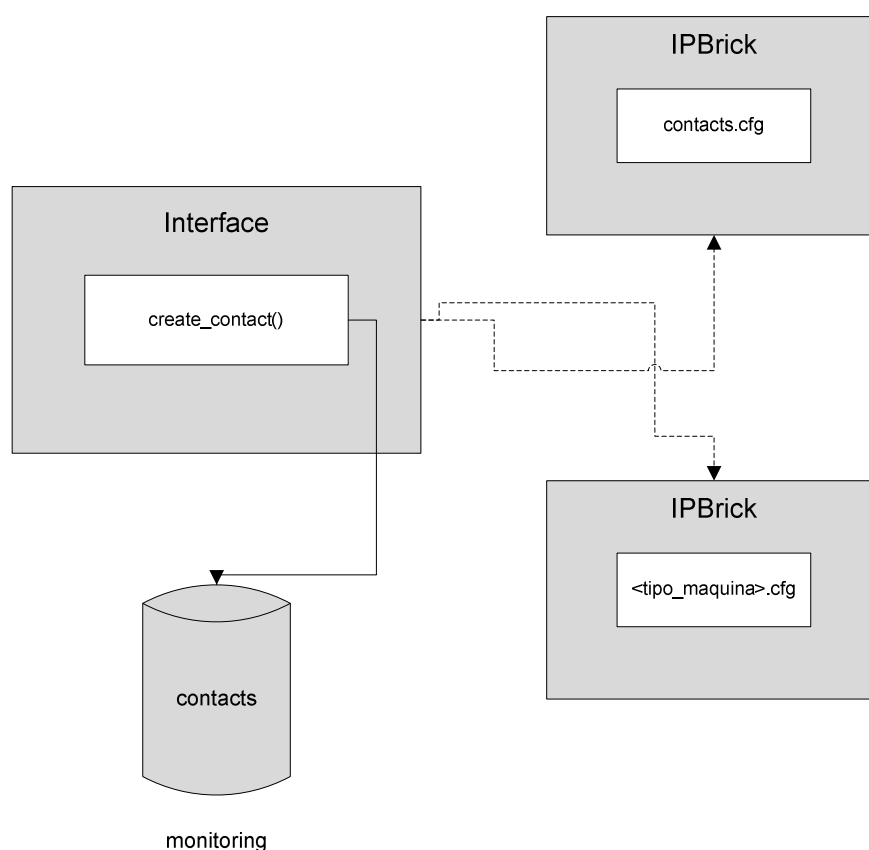 IPBrick
contacts.cfg
Interface
create_contact()
IPBrick
<tipo_maquina>.cfg
contacts
monitoring